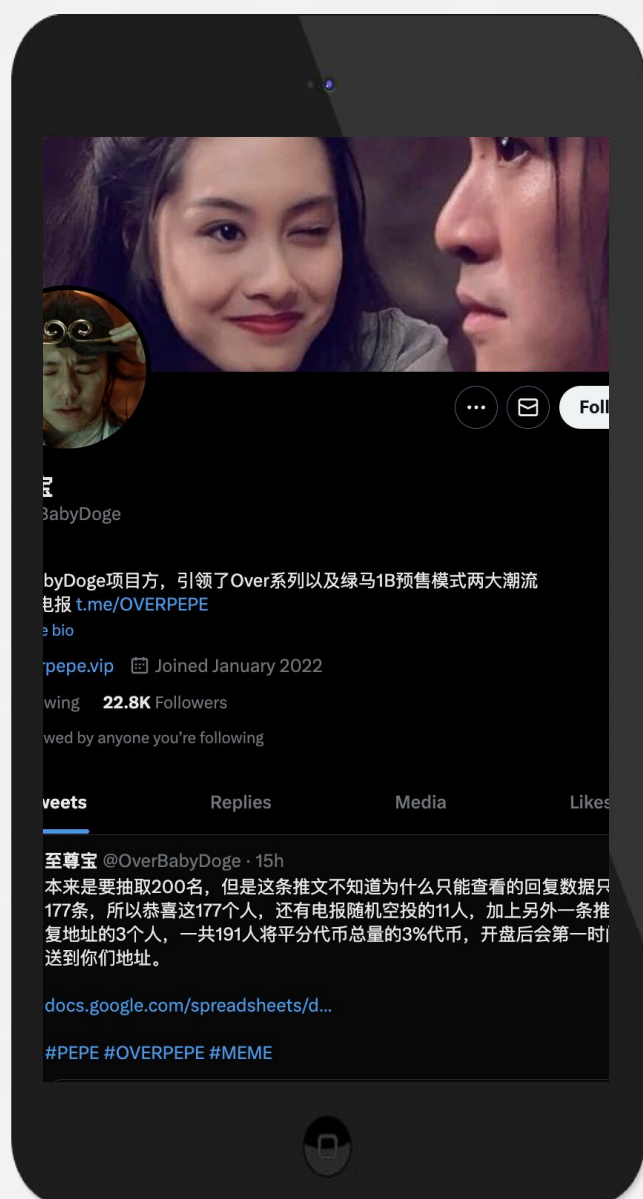 Foll
宝
BabyDoge
byDoge项目方，引领了Over系列以及绿马1B预售模式两大潮流
电报 t.me/OVERPEPE
e bio
rpepe.vip Joined January 2022
wing 22.8K Followers
wed by anyone you’re following
weets Replies Media Likes
至尊宝 @OverBabyDoge · 15h
本来是要抽取200名，但是这条推文不知道为什么只能查看的回复数据只
177条，所以恭喜这177个人，还有电报随机空投的11人，加上另外一条推
复地址的3个人，一共191人将平分代币总量的3%代币，开盘后会第一时
送到你们地址。
docs.google.com/spreadsheets/d...
#PEPE #OVERPEPE #MEME